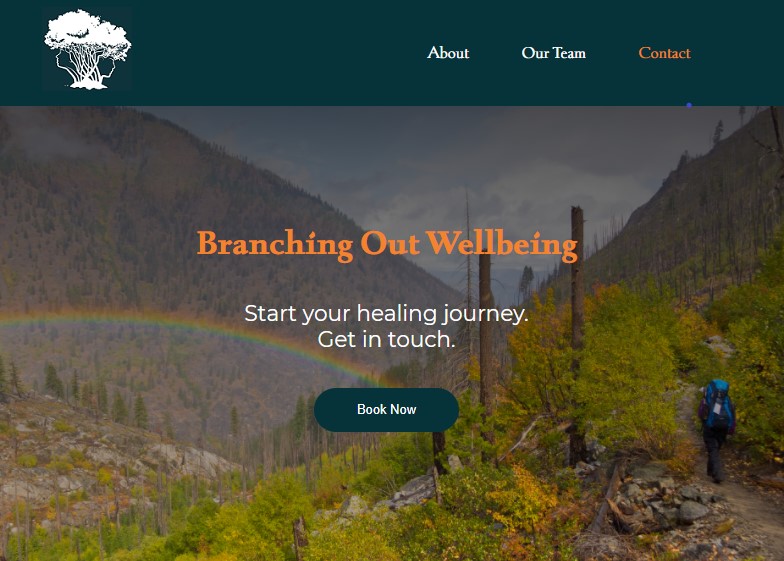 About
Our Team
Contact
Branching Out Wellbeing
Start your healing journey.
Get in touch.
Book Now